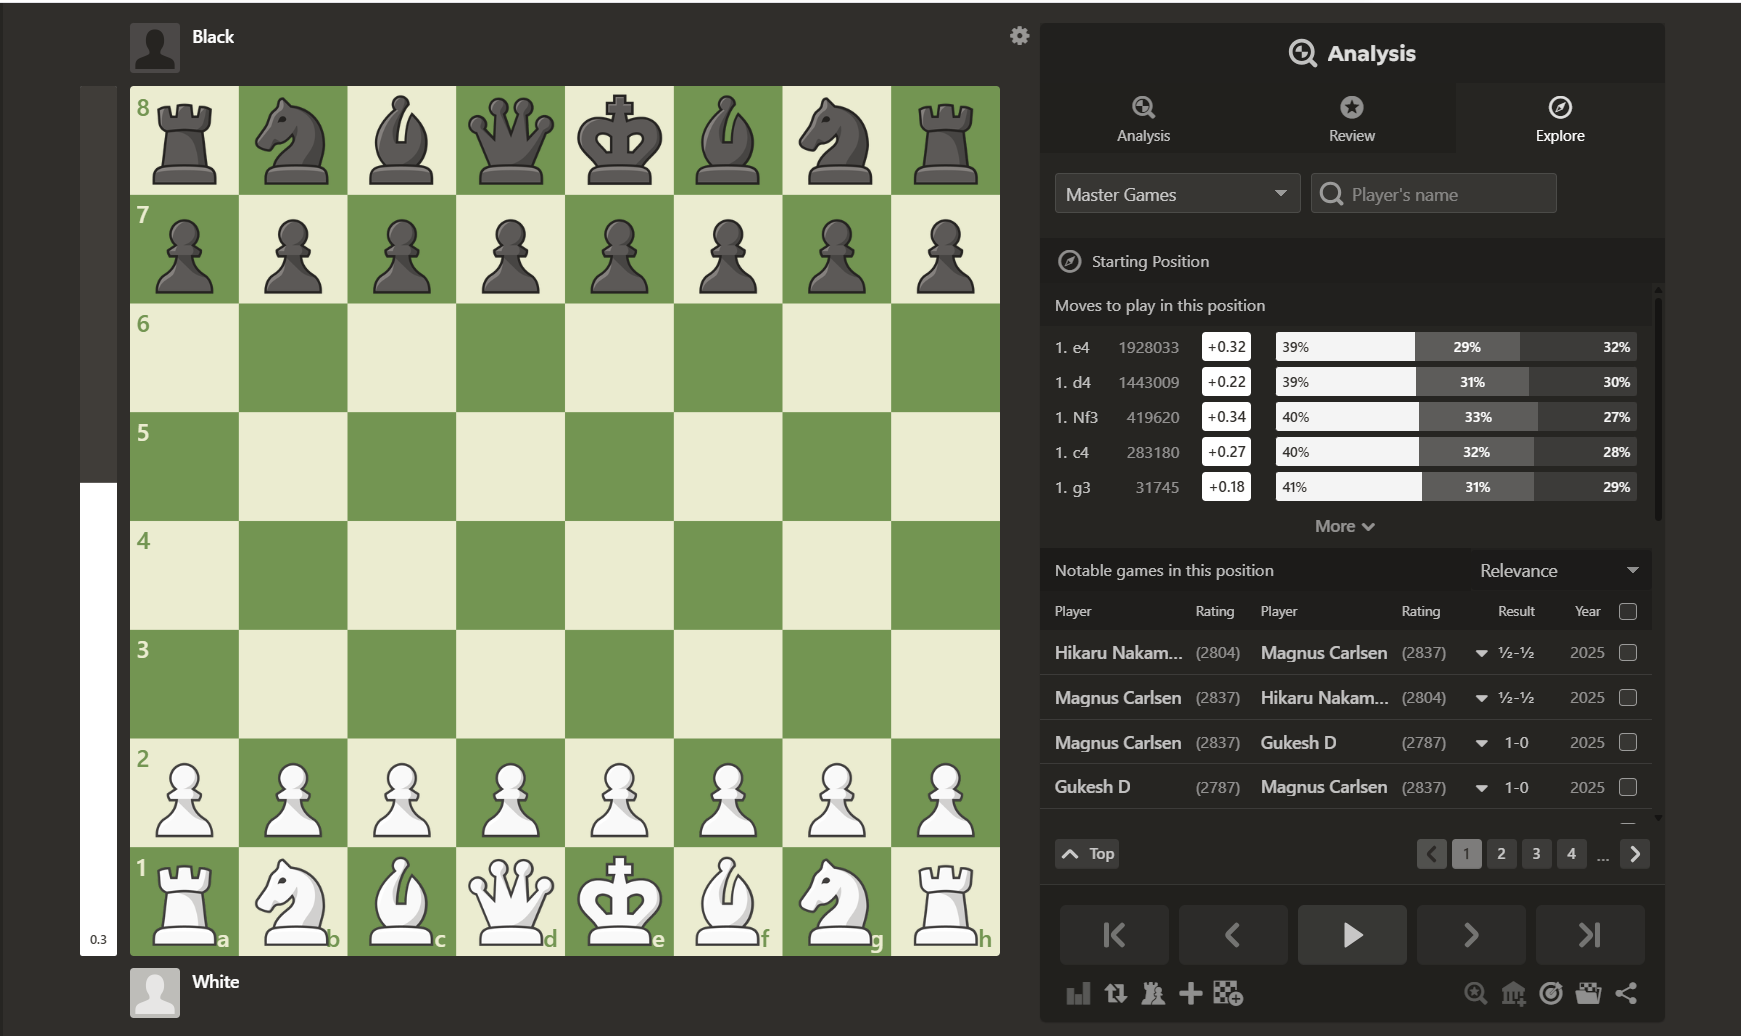 Black
8
7
6
5
4
3
2
1
a b c d e f g h
0.3
White
Analysis
Analysis Review Explore
Master Games Player's name
Starting Position
Moves to play in this position
1. e4 1928033 +0.32 39% 29% 32%
1. d4 1443009 +0.22 39% 31% 30%
1. Nf3 419620 +0.34 40% 33% 27%
1. c4 283180 +0.27 40% 32% 28%
1. g3 31745 +0.18 41% 31% 29%
More
Notable games in this position Relevance
Player Rating Player Rating Result Year
Hikaru Nakam... (2804) Magnus Carlsen (2837) ½-½ 2025
Magnus Carlsen (2837) Hikaru Nakam... (2804) ½-½ 2025
Magnus Carlsen (2837) Gukesh D (2787) 1-0 2025
Gukesh D (2787) Magnus Carlsen (2837) 1-0 2025
Top 1 2 3 4 ...